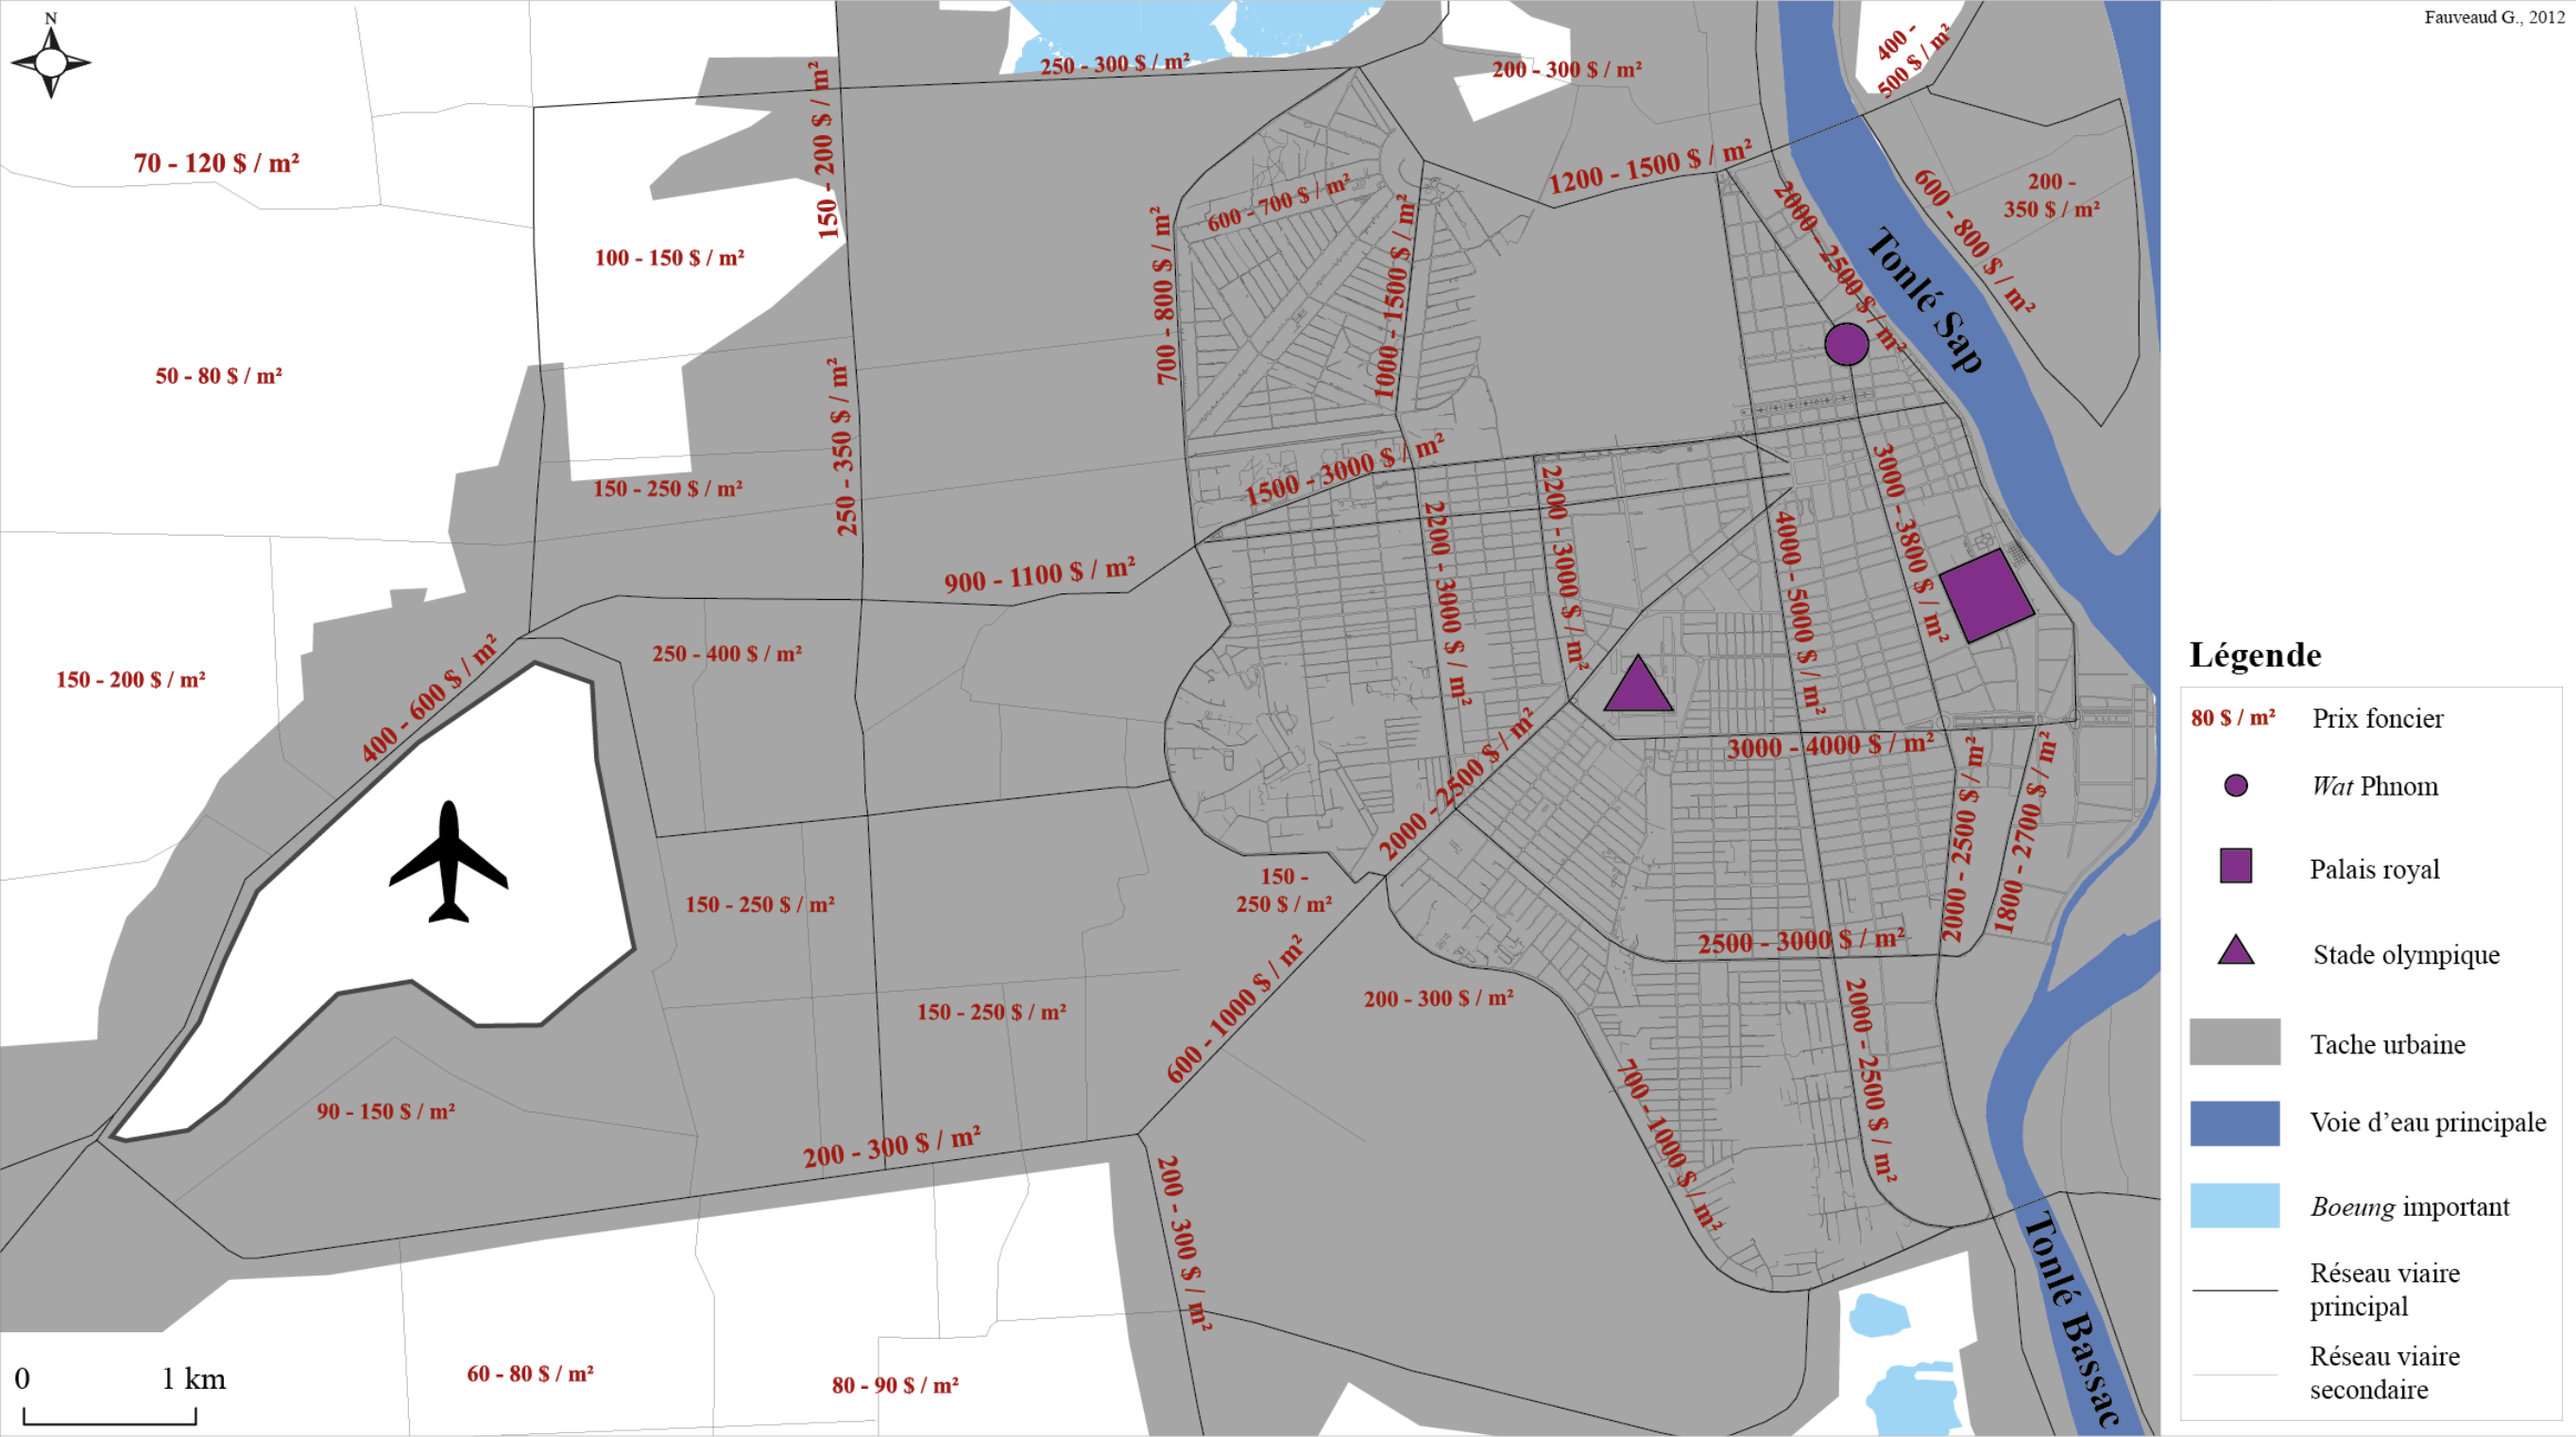 N
Fauveaud G., 2012
400 -
500 $ / m²
250 - 300 $ / m²
200 - 300 $ / m²
150 - 200 $ / m²
70 - 120 $ / m²
1200 - 1500 $ / m²
600 - 700 $ / m²
2000 - 2500 $ / m²
600 - 800 $ / m²
200 -
350 $ / m²
100 - 150 $ / m²
700 - 800 $ / m²
1000 - 1500 $ / m²
Tonlé Sap
50 - 80 $ / m²
250 - 350 $ / m²
150 - 250 $ / m²
1500 - 3000 $ / m²
2200 - 3000 $ / m²
2200 - 3000 $ / m²
4000 - 5000 $ / m²
3000 - 3800 $ / m²
900 - 1100 $ / m²
250 - 400 $ / m²
150 - 200 $ / m²
400 - 600 $ / m²
3000 - 4000 $ / m²
2000 - 2500 $ / m²
2000 - 2500 $ / m²
1800 - 2700 $ / m²
150 - 250 $ / m²
150 -
250 $ / m²
2500 - 3000 $ / m²
150 - 250 $ / m²
600 - 1000 $ / m²
200 - 300 $ / m²
2000 - 2500 $ / m²
700 - 1000 $ / m²
90 - 150 $ / m²
200 - 300 $ / m²
200 - 300 $ / m²
Tonlé Bassac
60 - 80 $ / m²
80 - 90 $ / m²
0 1 km
Légende
80 $ / m² Prix foncier
Wat Phnom
Palais royal
Stade olympique
Tache urbaine
Voie d’eau principale
Boeung important
Réseau viaire
principal
Réseau viaire
secondaire